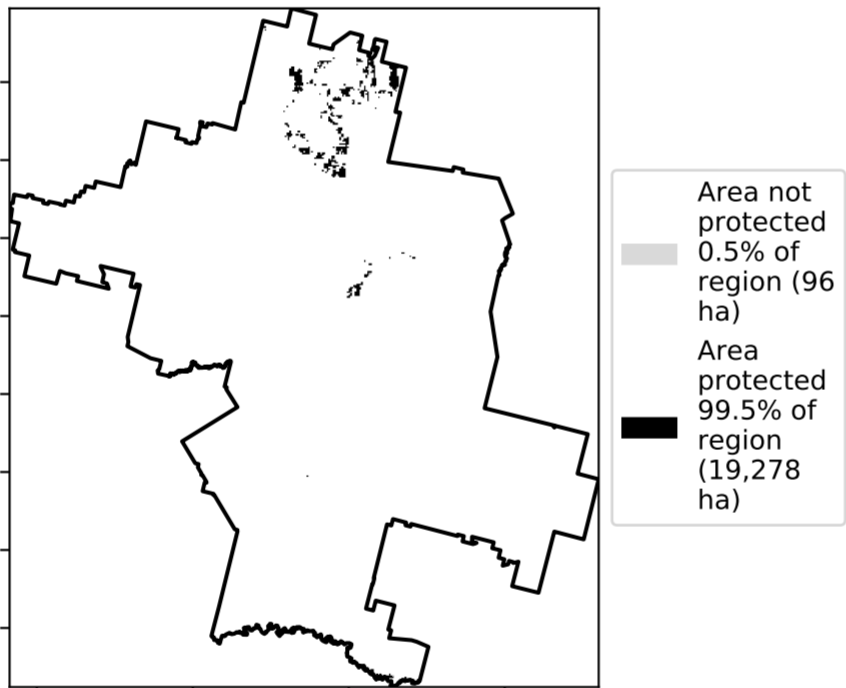 Area not
protected
0.5% of
region (96
ha)
Area
protected
99.5% of
region
(19,278
ha)